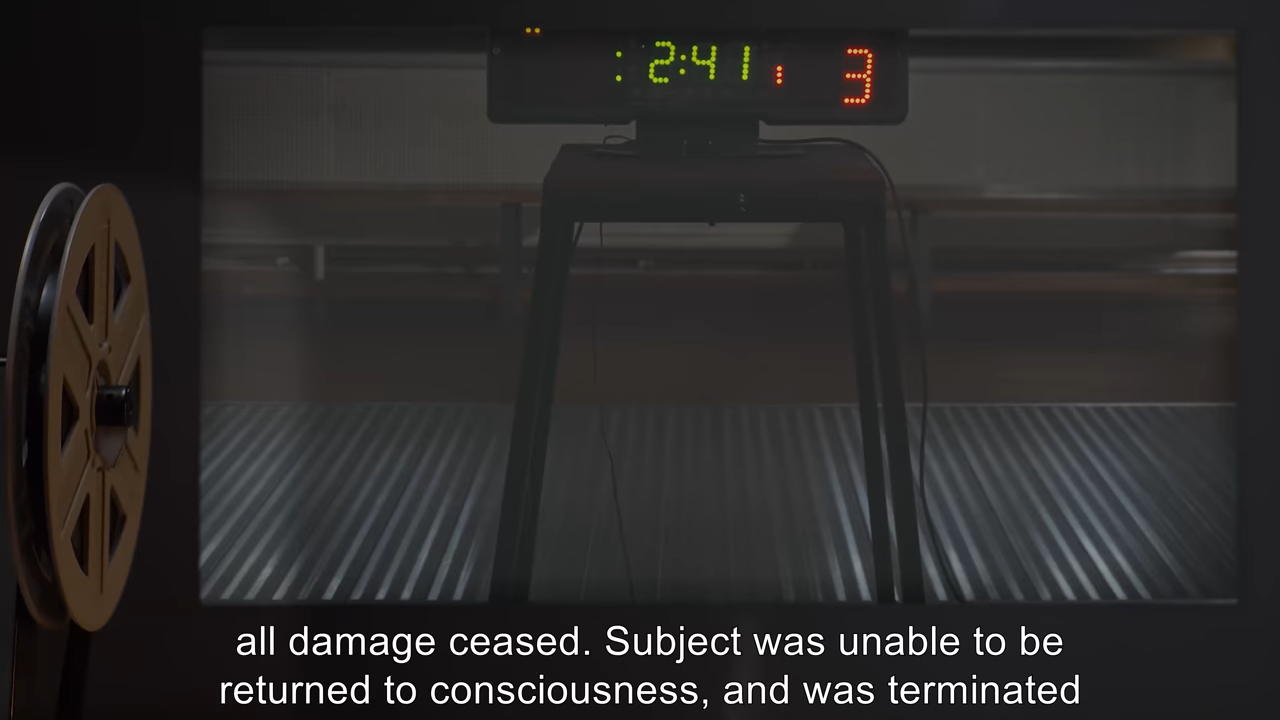 :2:41 3
all damage ceased. Subject was unable to be
returned to consciousness, and was terminated